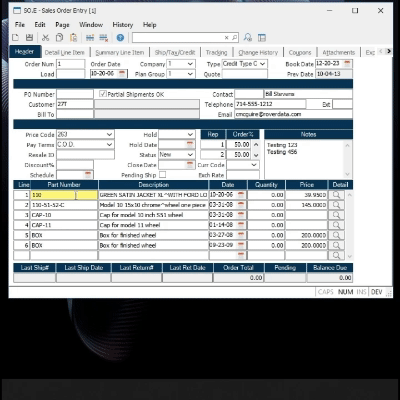 SO.E - Sales Order Entry [1]
File Edit Page Window History Help
Header Detail Line Item Summary Line Item Ship/Tax/Credit Tracking Change History Coupons Attachments
Order Num 1 Order Date Company 1 Type Credit Type C Book Date 12-20-23
Load 10-20-06 Plan Group 1 Quote Prev Date 10-04-13
PO Number Partial Shipments OK Contact Bill Stevens
Customer 27T Telephone 714-555-1212 Ext
Bill To Email cmcguire@roverdata.com
Price Code 2G3 Hold Rep Order% Notes
Pay Terms C.O.D. Hold Date 1 50.00 Testing 123
Resale ID Status New 2 50.00 Testing 456
Discount% Close Date Curr Code
Schedule Pending Ship Exch Rate
Line Part Number Description Date Quantity Price Detail
1 110 GREEN SATIN JACKET XL^WITH FORD LO 10-20-06 0.00 39.9500
2 110-51-52-C Model 10 15x10 chrome^wheel one piece 03-31-08 0.00 145.0000
3 CAP-10 Cap for model 10 inch SS1 wheel 03-31-08 0.00
4 CAP-11 Cap for model 11 wheel 01-14-08 0.00
5 BOX Box for finished wheel 03-27-08 0.00 200.0000
6 BOX Box for finished wheel 09-23-09 0.00 200.0000
Last Ship# Last Ship Date Last Return# Last Ret Date Order Total Pending Balance Due
0.00 0.00
CAPS NUM INS DEV